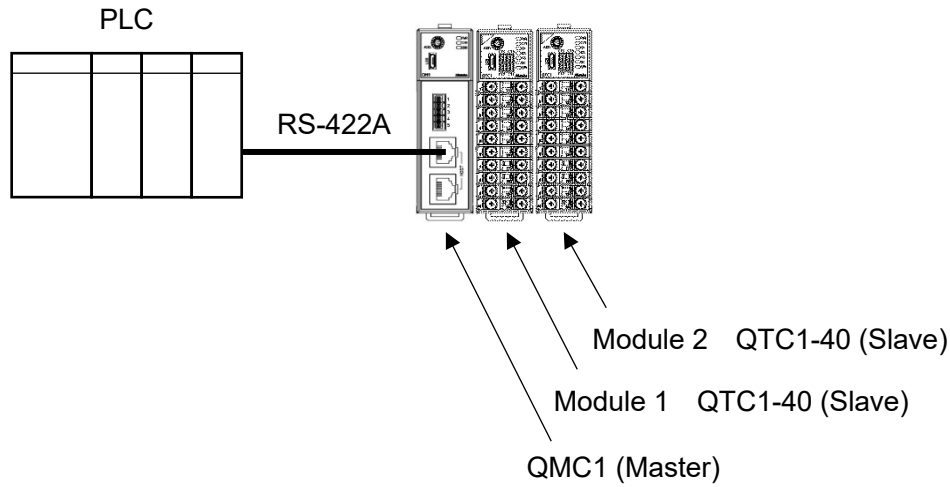 PLC
RS-422A
Module 2 QTC1-40 (Slave)
Module 1 QTC1-40 (Slave)
QMC1 (Master)